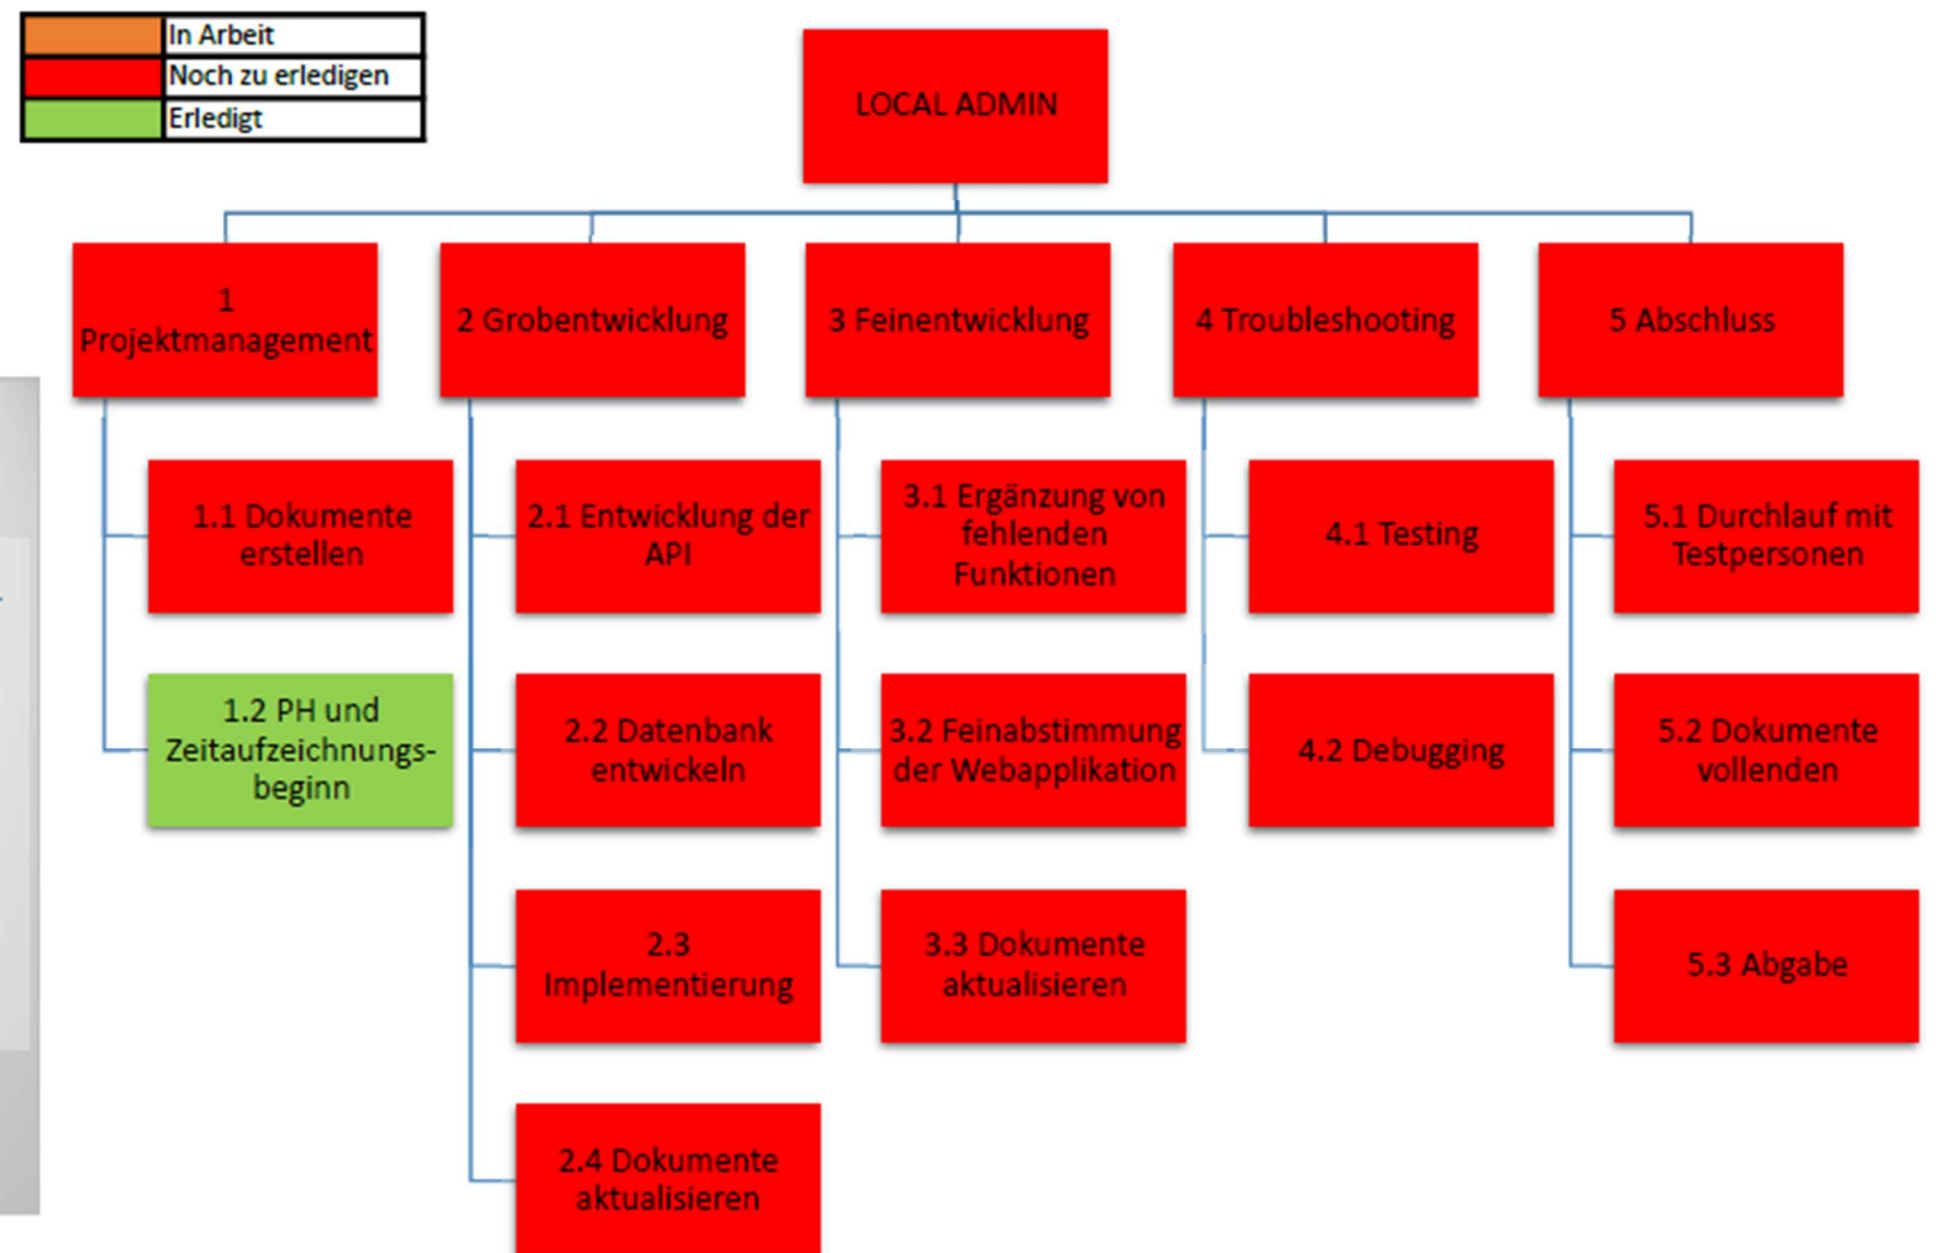 In Arbeit
Noch zu erledigen
Erledigt
LOCAL ADMIN
1
Projektmanagement
2 Grobentwicklung
3 Feinentwicklung
4 Troubleshooting
5 Abschluss
1.1 Dokumente
erstellen
2.1 Entwicklung der
API
3.1 Ergänzung von
fehlenden
Funktionen
4.1 Testing
5.1 Durchlauf mit
Testpersonen
1.2 PH und
Zeitaufzeichnungs-
beginn
2.2 Datenbank
entwickeln
3.2 Feinabstimmung
der Webapplikation
4.2 Debugging
5.2 Dokumente
vollenden
2.3
Implementierung
3.3 Dokumente
aktualisieren
5.3 Abgabe
2.4 Dokumente
aktualisieren